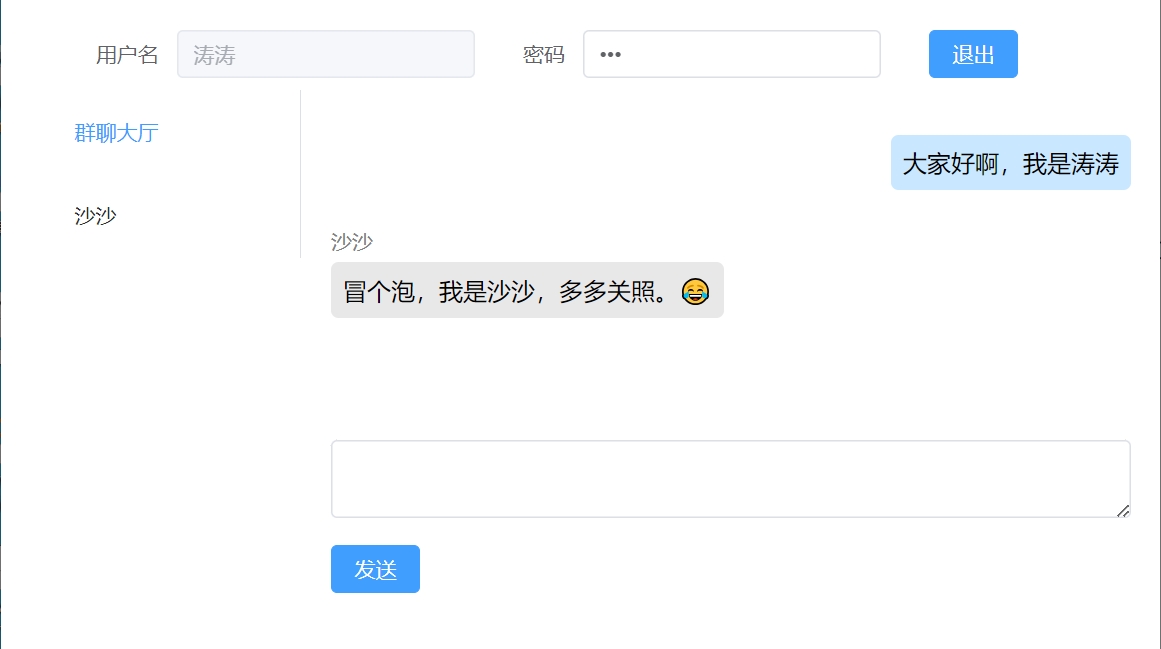 用户名 涛涛 密码 ••• 退出
群聊大厅
大家好啊，我是涛涛
沙沙
沙沙
冒个泡，我是沙沙，多多关照。😂
发送